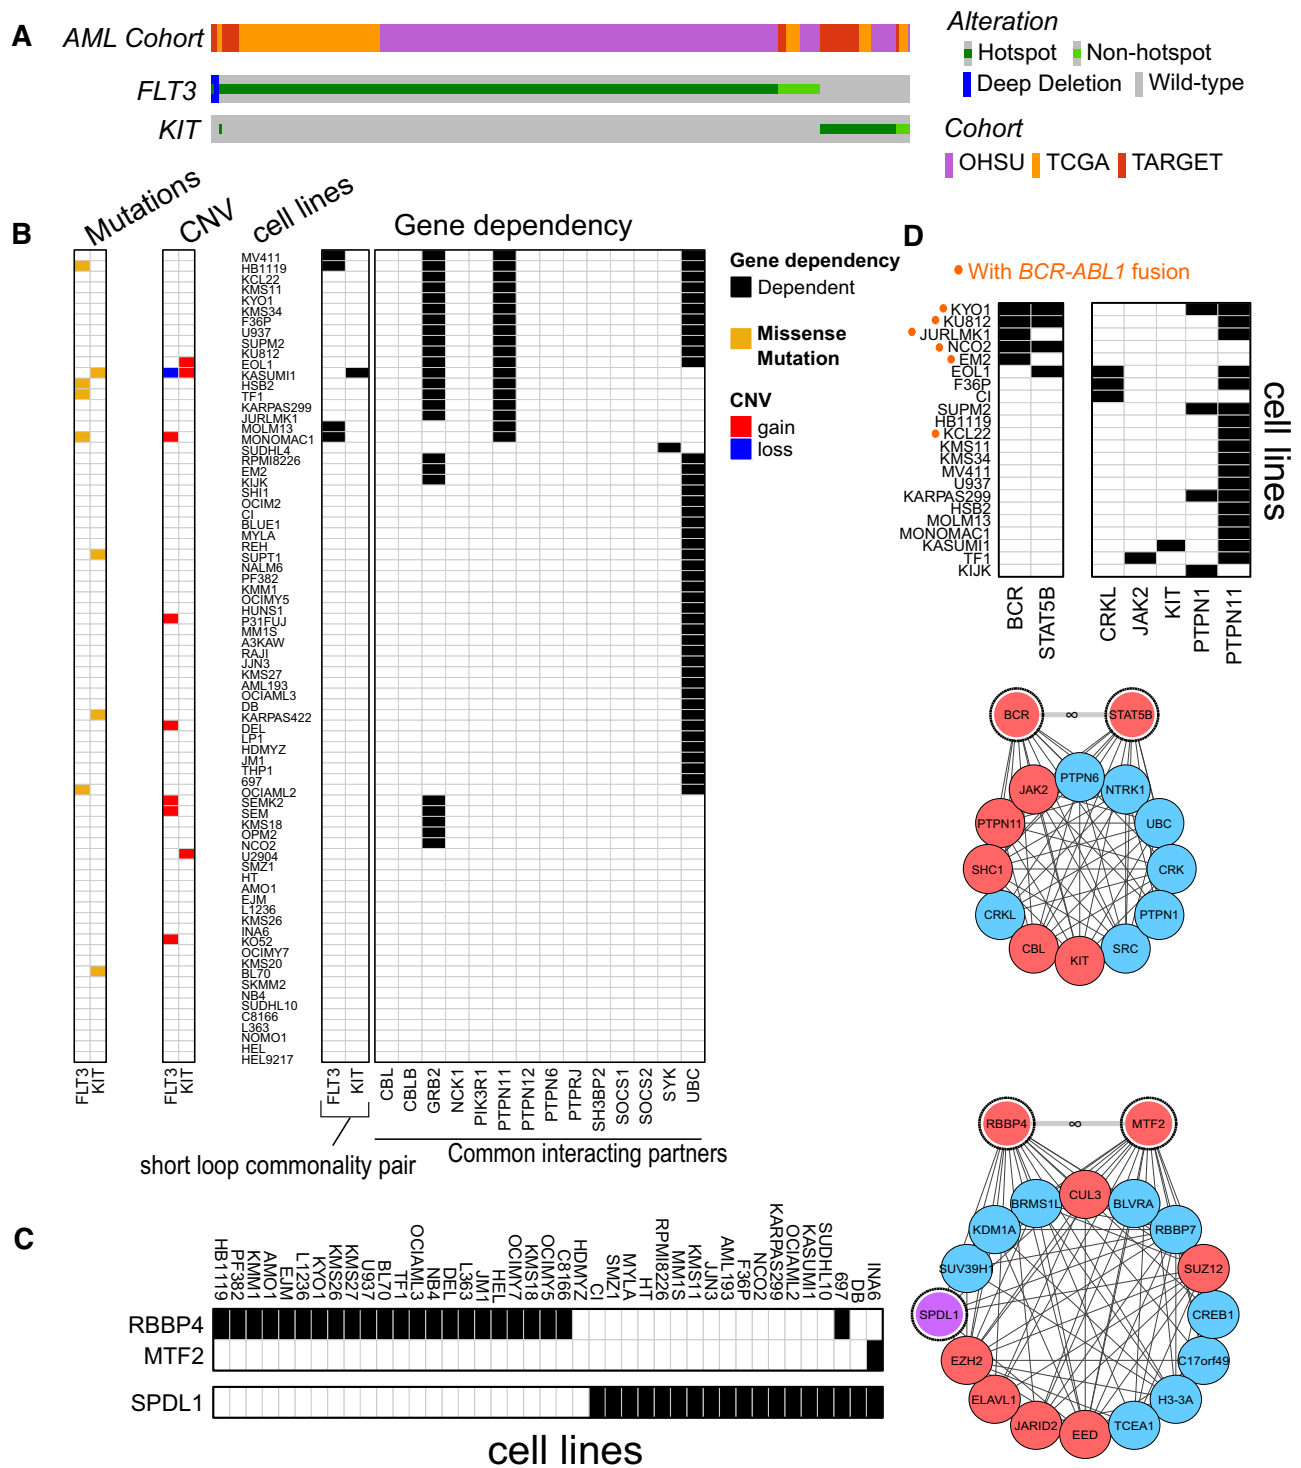 A
AML Cohort
FLT3
KIT
Alteration
Hotspot
Non-hotspot
Deep Deletion
Wild-type
Cohort
OHSU
TCGA
TARGET
B
Mutations
CNV
cell lines
Gene dependency
MV411
HB1119
KCL22
KMS11
KYO1
KMS34
F36P
U937
SUPM2
KU812
EOL1
KASUMI1
HSB2
TF1
KARPAS299
JURLMK1
MOLM13
MONOMAC1
SUDHL4
RPMI8226
EM2
KIJK
SHI1
OCIM2
CI
BLUE1
MYLA
REH
SUPT1
NALM6
PF382
KMM1
OCIMY5
HUNS1
P31FUJ
MM1S
A3KAW
RAJI
JJN3
KMS27
AML193
OCIAML3
DB
KARPAS422
DEL
LP1
HDMYZ
JM1
THP1
697
OCIAML2
SEMK2
SEM
KMS18
OPM2
NCO2
U2904
SMZ1
HT
AMO1
EJM
L1236
KMS26
INA6
KO52
OCIMY7
KMS20
BL70
SKMM2
NB4
SUDHL10
C8166
L363
NOMO1
HEL
HEL9217
FLT3
KIT
FLT3
KIT
FLT3
KIT
CBL
CBLB
GRB2
NCK1
PIK3R1
PTPN11
PTPN12
PTPN6
PTPRJ
SH3BP2
SOCS1
SOCS2
SYK
UBC
short loop commonality pair
Common interacting partners
Gene dependency
Dependent
Missense
Mutation
CNV
gain
loss
D
With BCR-ABL1 fusion
KYO1
KU812
JURLMK1
NCO2
EM2
EOL1
F36P
CI
SUPM2
HB1119
KCL22
KMS11
KMS34
MV411
U937
KARPAS299
HSB2
MOLM13
MONOMAC1
KASUMI1
TF1
KIJK
cell lines
BCR
STAT5B
CRKL
JAK2
KIT
PTPN1
PTPN11
BCR
∞
STAT5B
JAK2
PTPN6
NTRK1
PTPN11
UBC
SHC1
CRK
CRKL
PTPN1
CBL
KIT
SRC
RBBP4
∞
MTF2
BRMS1L
CUL3
BLVRA
KDM1A
RBBP7
SUV39H1
SUZ12
SPDL1
CREB1
EZH2
C17orf49
ELAVL1
H3-3A
JARID2
EED
TCEA1
C
HB1119
PF382
KMM1
AMO1
EJM
L1236
KYO1
KMS26
KMS27
U937
BL70
TF1
OCIAML3
NB4
DEL
L363
JM1
HEL
OCIMY7
KMS18
OCIMY5
C8166
HDMYZ
CI
SMZ1
MYLA
HT
RPMI8226
MM1S
KMS11
JJN3
AML193
F36P
NCO2
KARPAS299
OCIAML2
KASUMI1
SUDHL10
697
DB
INA6
RBBP4
MTF2
SPDL1
cell lines